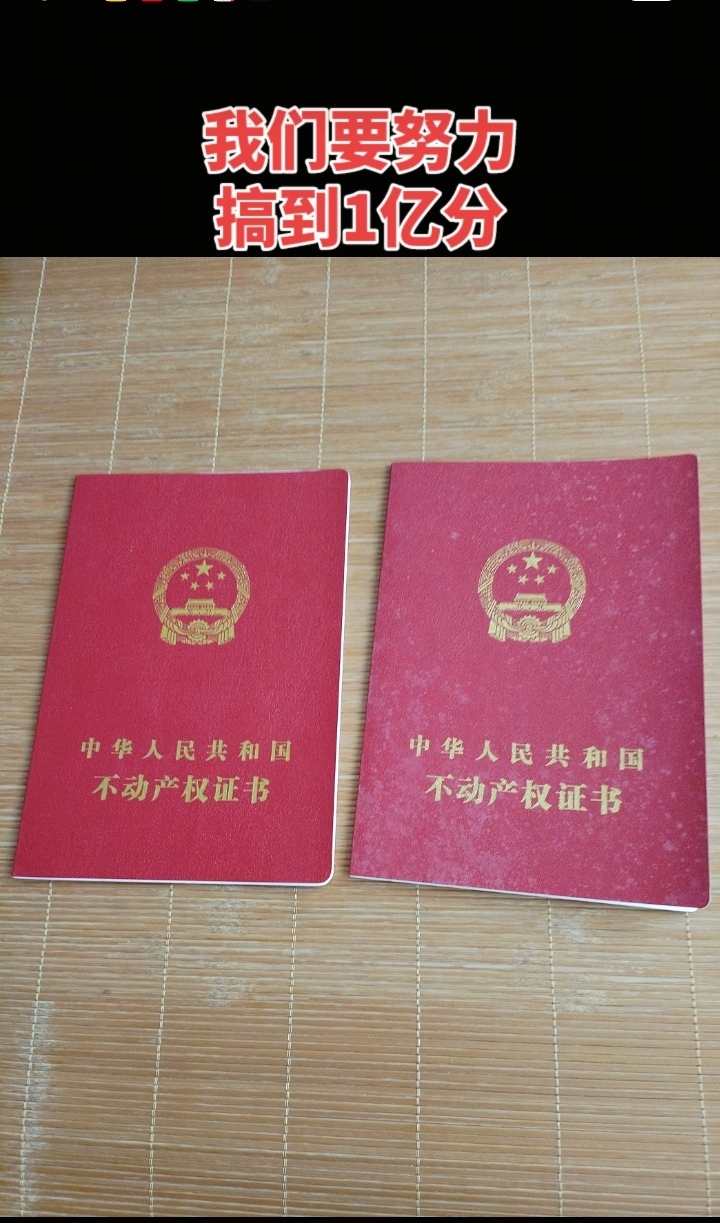 我们要努力
搞到1亿分
中华人民共和国
不动产权证书
中华人民共和国
不动产权证书